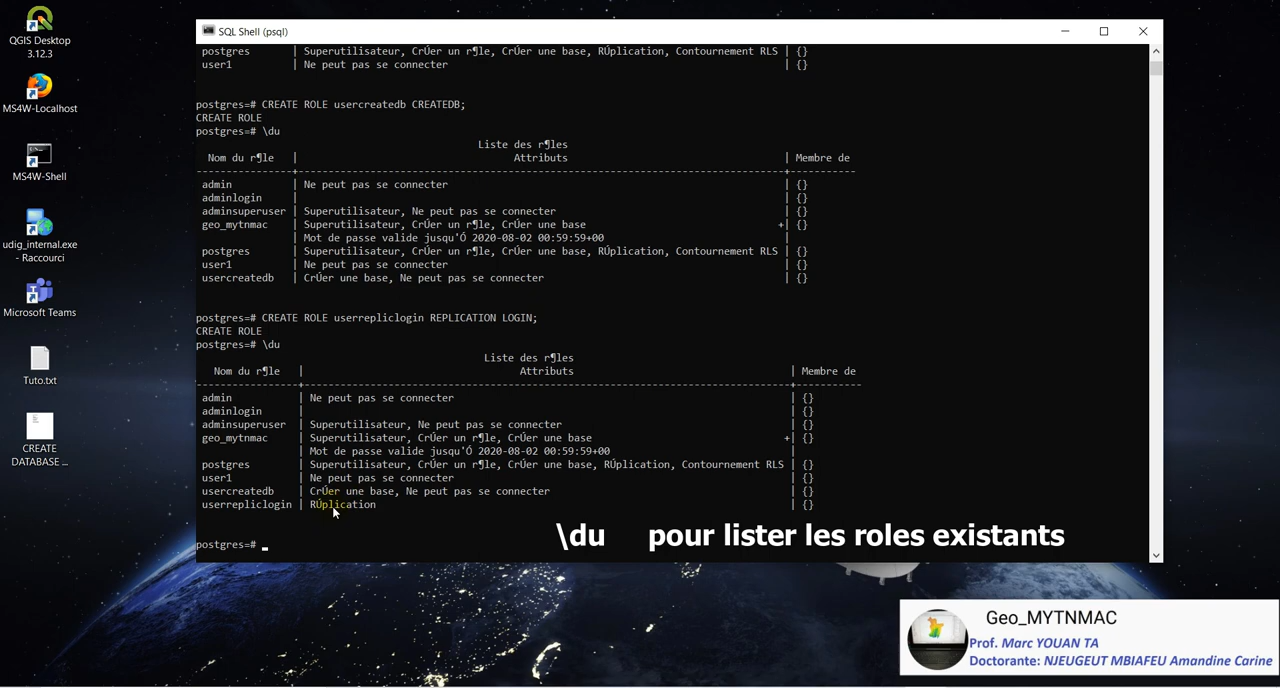 QGIS Desktop
3.12.3
MS4W-Localhost
MS4W-Shell
udig_internal.exe
- Raccourci
Microsoft Teams
Tuto.txt
CREATE
DATABASE ...
SQL Shell (psql)
postgres | Superutilisateur, CrÚer un r¶le, CrÚer une base, RÚplication, Contournement RLS | {}
user1 | Ne peut pas se connecter | {}
postgres=# CREATE ROLE usercreatedb CREATEDB;
CREATE ROLE
postgres=# \du
Liste des r¶les
Nom du r¶le | Attributs | Membre de
---------------+----------------------------------------------------------------------------------+-----------
admin | Ne peut pas se connecter | {}
adminlogin | | {}
adminsuperuser | Superutilisateur, Ne peut pas se connecter | {}
geo_mytnmac | Superutilisateur, CrÚer un r¶le, CrÚer une base +| {}
| Mot de passe valide jusqu'Ó 2020-08-02 00:59:59+00 |
postgres | Superutilisateur, CrÚer un r¶le, CrÚer une base, RÚplication, Contournement RLS | {}
user1 | Ne peut pas se connecter | {}
usercreatedb | CrÚer une base, Ne peut pas se connecter | {}
postgres=# CREATE ROLE userrepliclogin REPLICATION LOGIN;
CREATE ROLE
postgres=# \du
Liste des r¶les
Nom du r¶le | Attributs | Membre de
----------------+----------------------------------------------------------------------------------+-----------
admin | Ne peut pas se connecter | {}
adminlogin | | {}
adminsuperuser | Superutilisateur, Ne peut pas se connecter | {}
geo_mytnmac | Superutilisateur, CrÚer un r¶le, CrÚer une base +| {}
| Mot de passe valide jusqu'Ó 2020-08-02 00:59:59+00 |
postgres | Superutilisateur, CrÚer un r¶le, CrÚer une base, RÚplication, Contournement RLS | {}
user1 | Ne peut pas se connecter | {}
usercreatedb | CrÚer une base, Ne peut pas se connecter | {}
userrepliclogin | RÚplication | {}
postgres=#
\du pour lister les roles existants
Geo_MYTNMAC
Prof. Marc YOUAN TA
Doctorante: NJEUGEUT MBIAFEU Amandine Carine